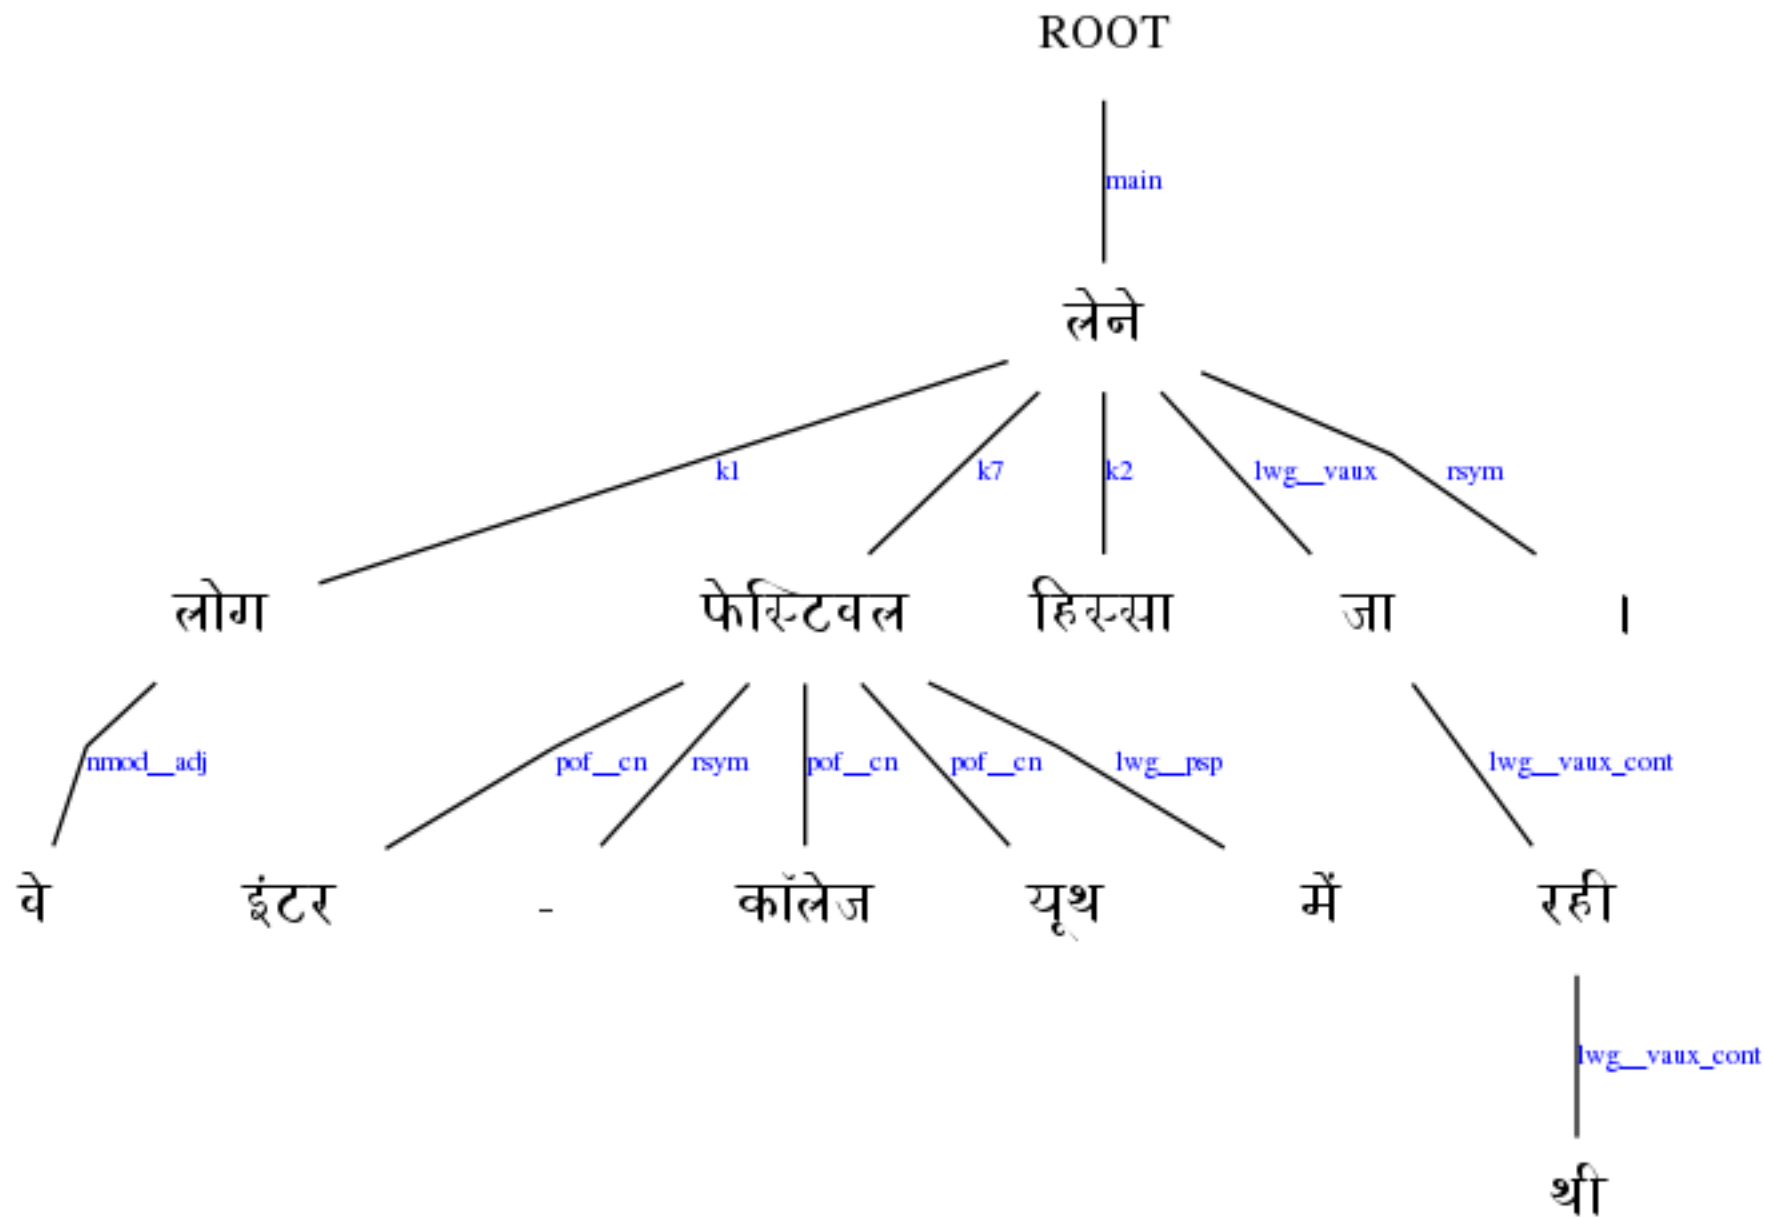 ROOT
main
लेने
k1 k7 k2 lwg__vaux rsym
लोग फेस्टिवल हिस्सा जा ।
nmod__adj pof__cn rsym pof__cn pof__cn lwg__psp lwg__vaux_cont
वे इंटर - कॉलेज यूथ में रही
lwg__vaux_cont
थी